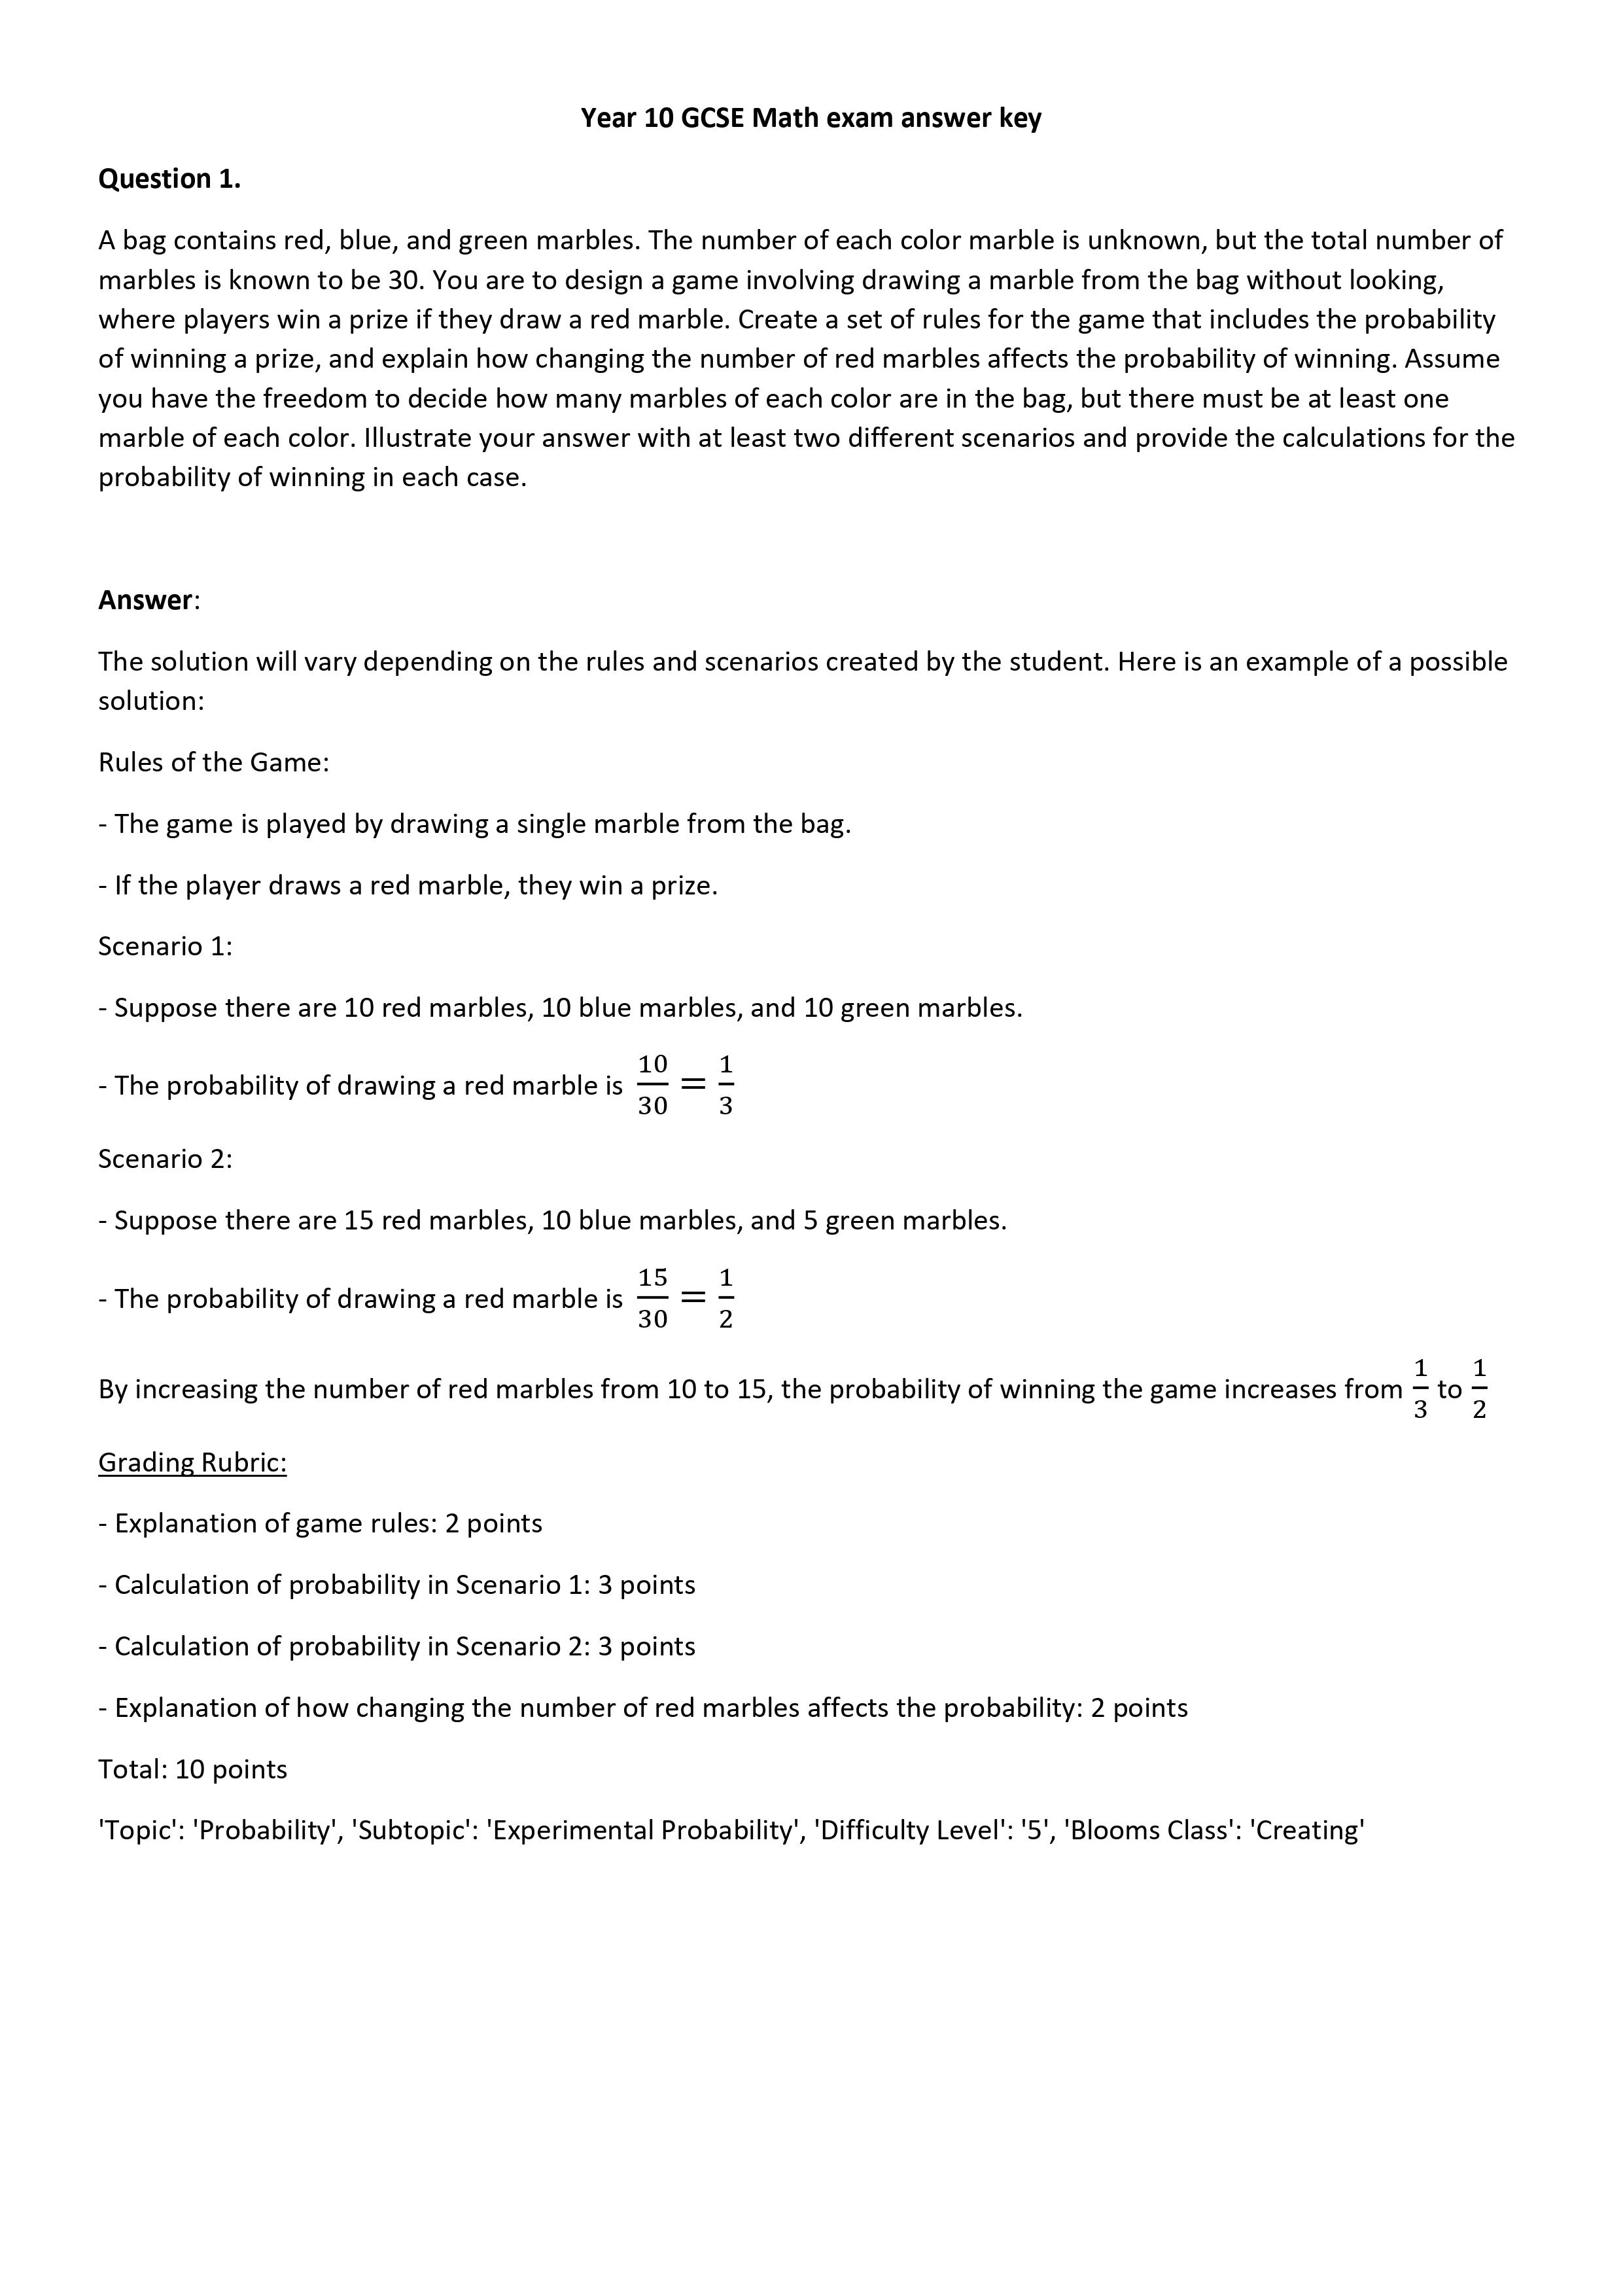 Year 10 GCSE Math exam answer key
Question 1.
A bag contains red, blue, and green marbles. The number of each color marble is unknown, but the total number of
marbles is known to be 30. You are to design a game involving drawing a marble from the bag without looking,
where players win a prize if they draw a red marble. Create a set of rules for the game that includes the probability
of winning a prize, and explain how changing the number of red marbles affects the probability of winning. Assume
you have the freedom to decide how many marbles of each color are in the bag, but there must be at least one
marble of each color. Illustrate your answer with at least two different scenarios and provide the calculations for the
probability of winning in each case.
Answer:
The solution will vary depending on the rules and scenarios created by the student. Here is an example of a possible
solution:
Rules of the Game:
- The game is played by drawing a single marble from the bag.
- If the player draws a red marble, they win a prize.
Scenario 1:
- Suppose there are 10 red marbles, 10 blue marbles, and 10 green marbles.
- The probability of drawing a red marble is 10/30 = 1/3
Scenario 2:
- Suppose there are 15 red marbles, 10 blue marbles, and 5 green marbles.
- The probability of drawing a red marble is 15/30 = 1/2
By increasing the number of red marbles from 10 to 15, the probability of winning the game increases from 1/3 to 1/2
Grading Rubric:
- Explanation of game rules: 2 points
- Calculation of probability in Scenario 1: 3 points
- Calculation of probability in Scenario 2: 3 points
- Explanation of how changing the number of red marbles affects the probability: 2 points
Total: 10 points
'Topic': 'Probability', 'Subtopic': 'Experimental Probability', 'Difficulty Level': '5', 'Blooms Class': 'Creating'